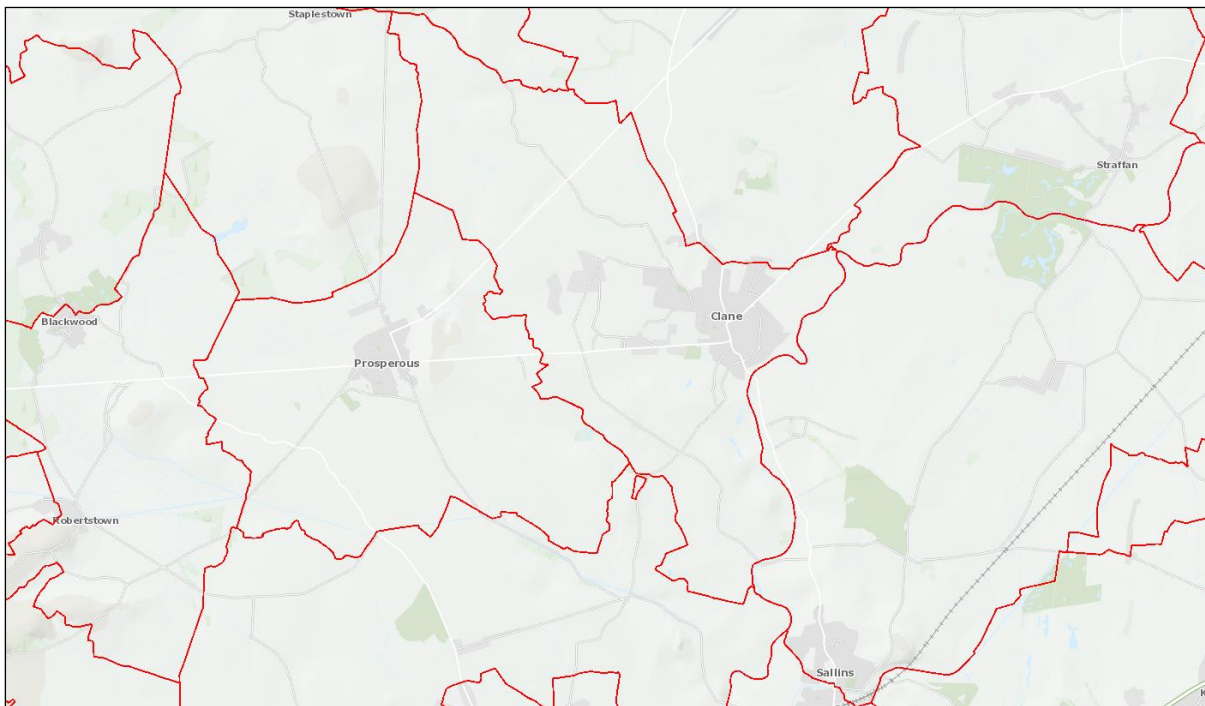 Staplestown
Straffan
Blackwood
Clane
Prosperous
Robertstown
Sallins
K